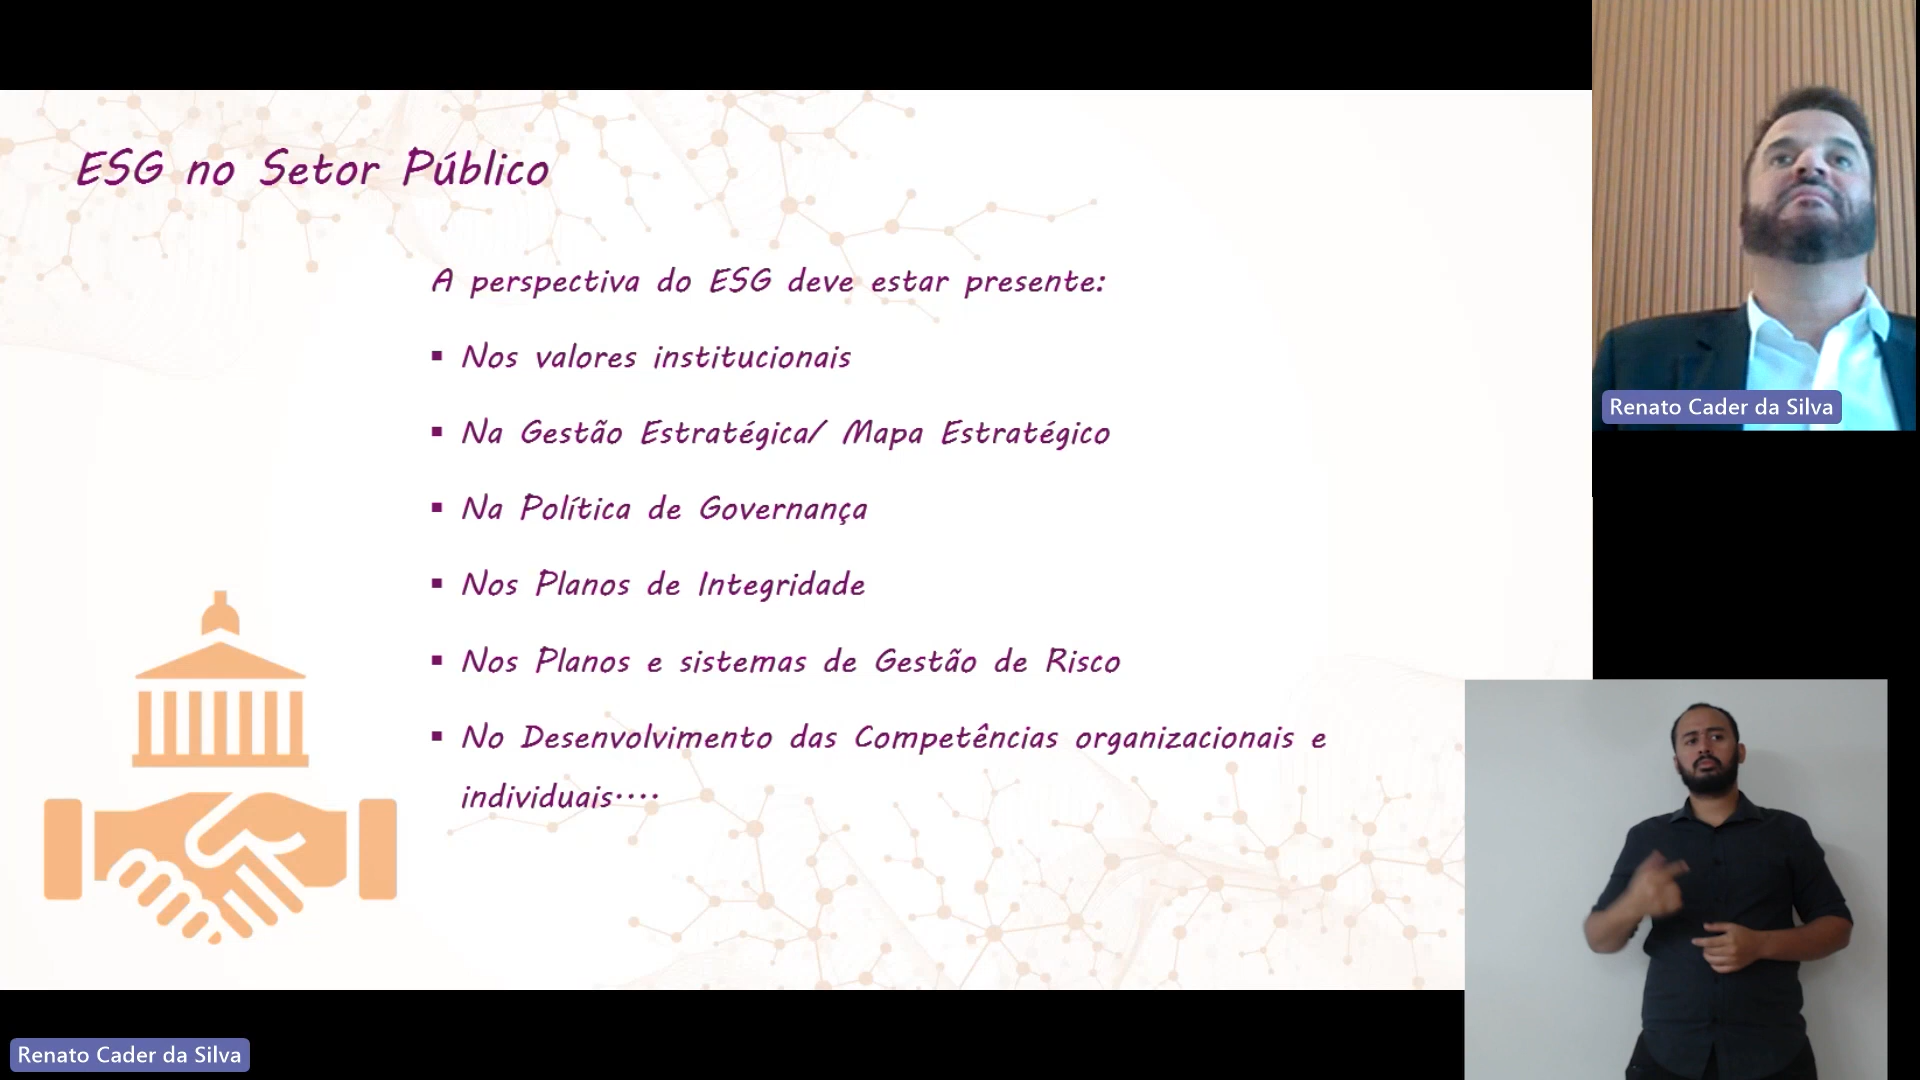 ESG no Setor Público
A perspectiva do ESG deve estar presente:
▪ Nos valores institucionais
▪ Na Gestão Estratégica/ Mapa Estratégico
▪ Na Política de Governança
▪ Nos Planos de Integridade
▪ Nos Planos e sistemas de Gestão de Risco
▪ No Desenvolvimento das Competências organizacionais e
individuais....
Renato Cader da Silva
Renato Cader da Silva